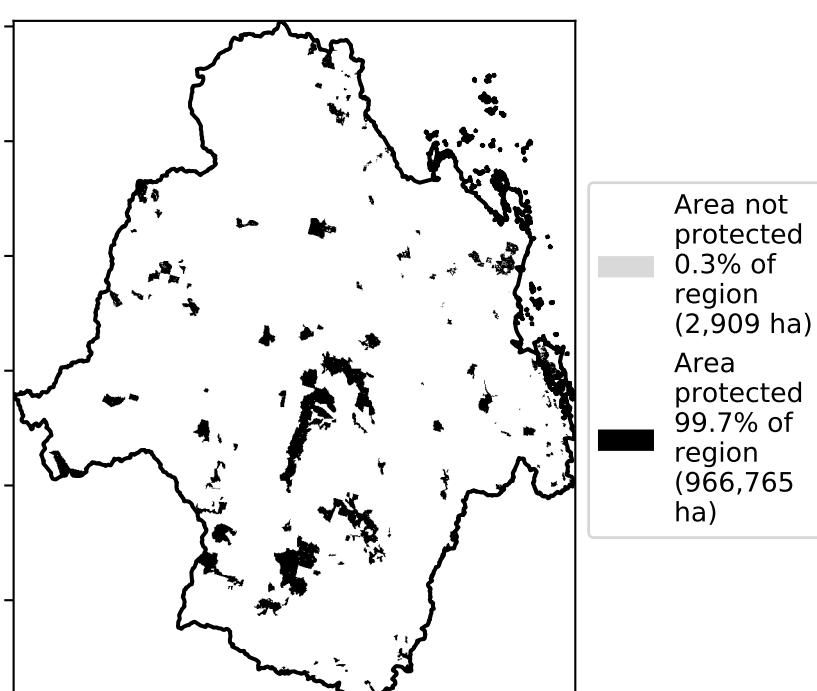 Area not
protected
0.3% of
region
(2,909 ha)
Area
protected
99.7% of
region
(966,765
ha)